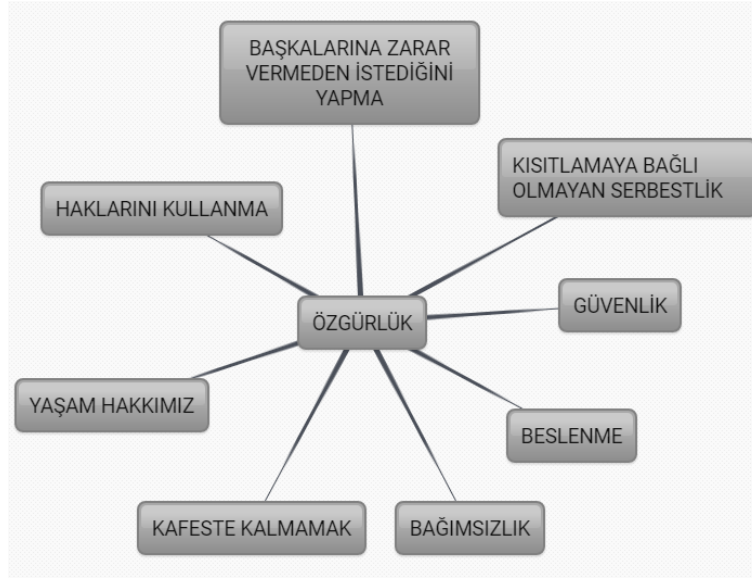 BAŞKALARINA ZARAR
VERMEDEN İSTEDİĞİNİ
YAPMA
KISITLAMAYA BAĞLI
OLMAYAN SERBESTLİK
HAKLARINI KULLANMA
GÜVENLİK
ÖZGÜRLÜK
YAŞAM HAKKIMIZ
BESLENME
KAFESTE KALMAMAK
BAĞIMSIZLIK